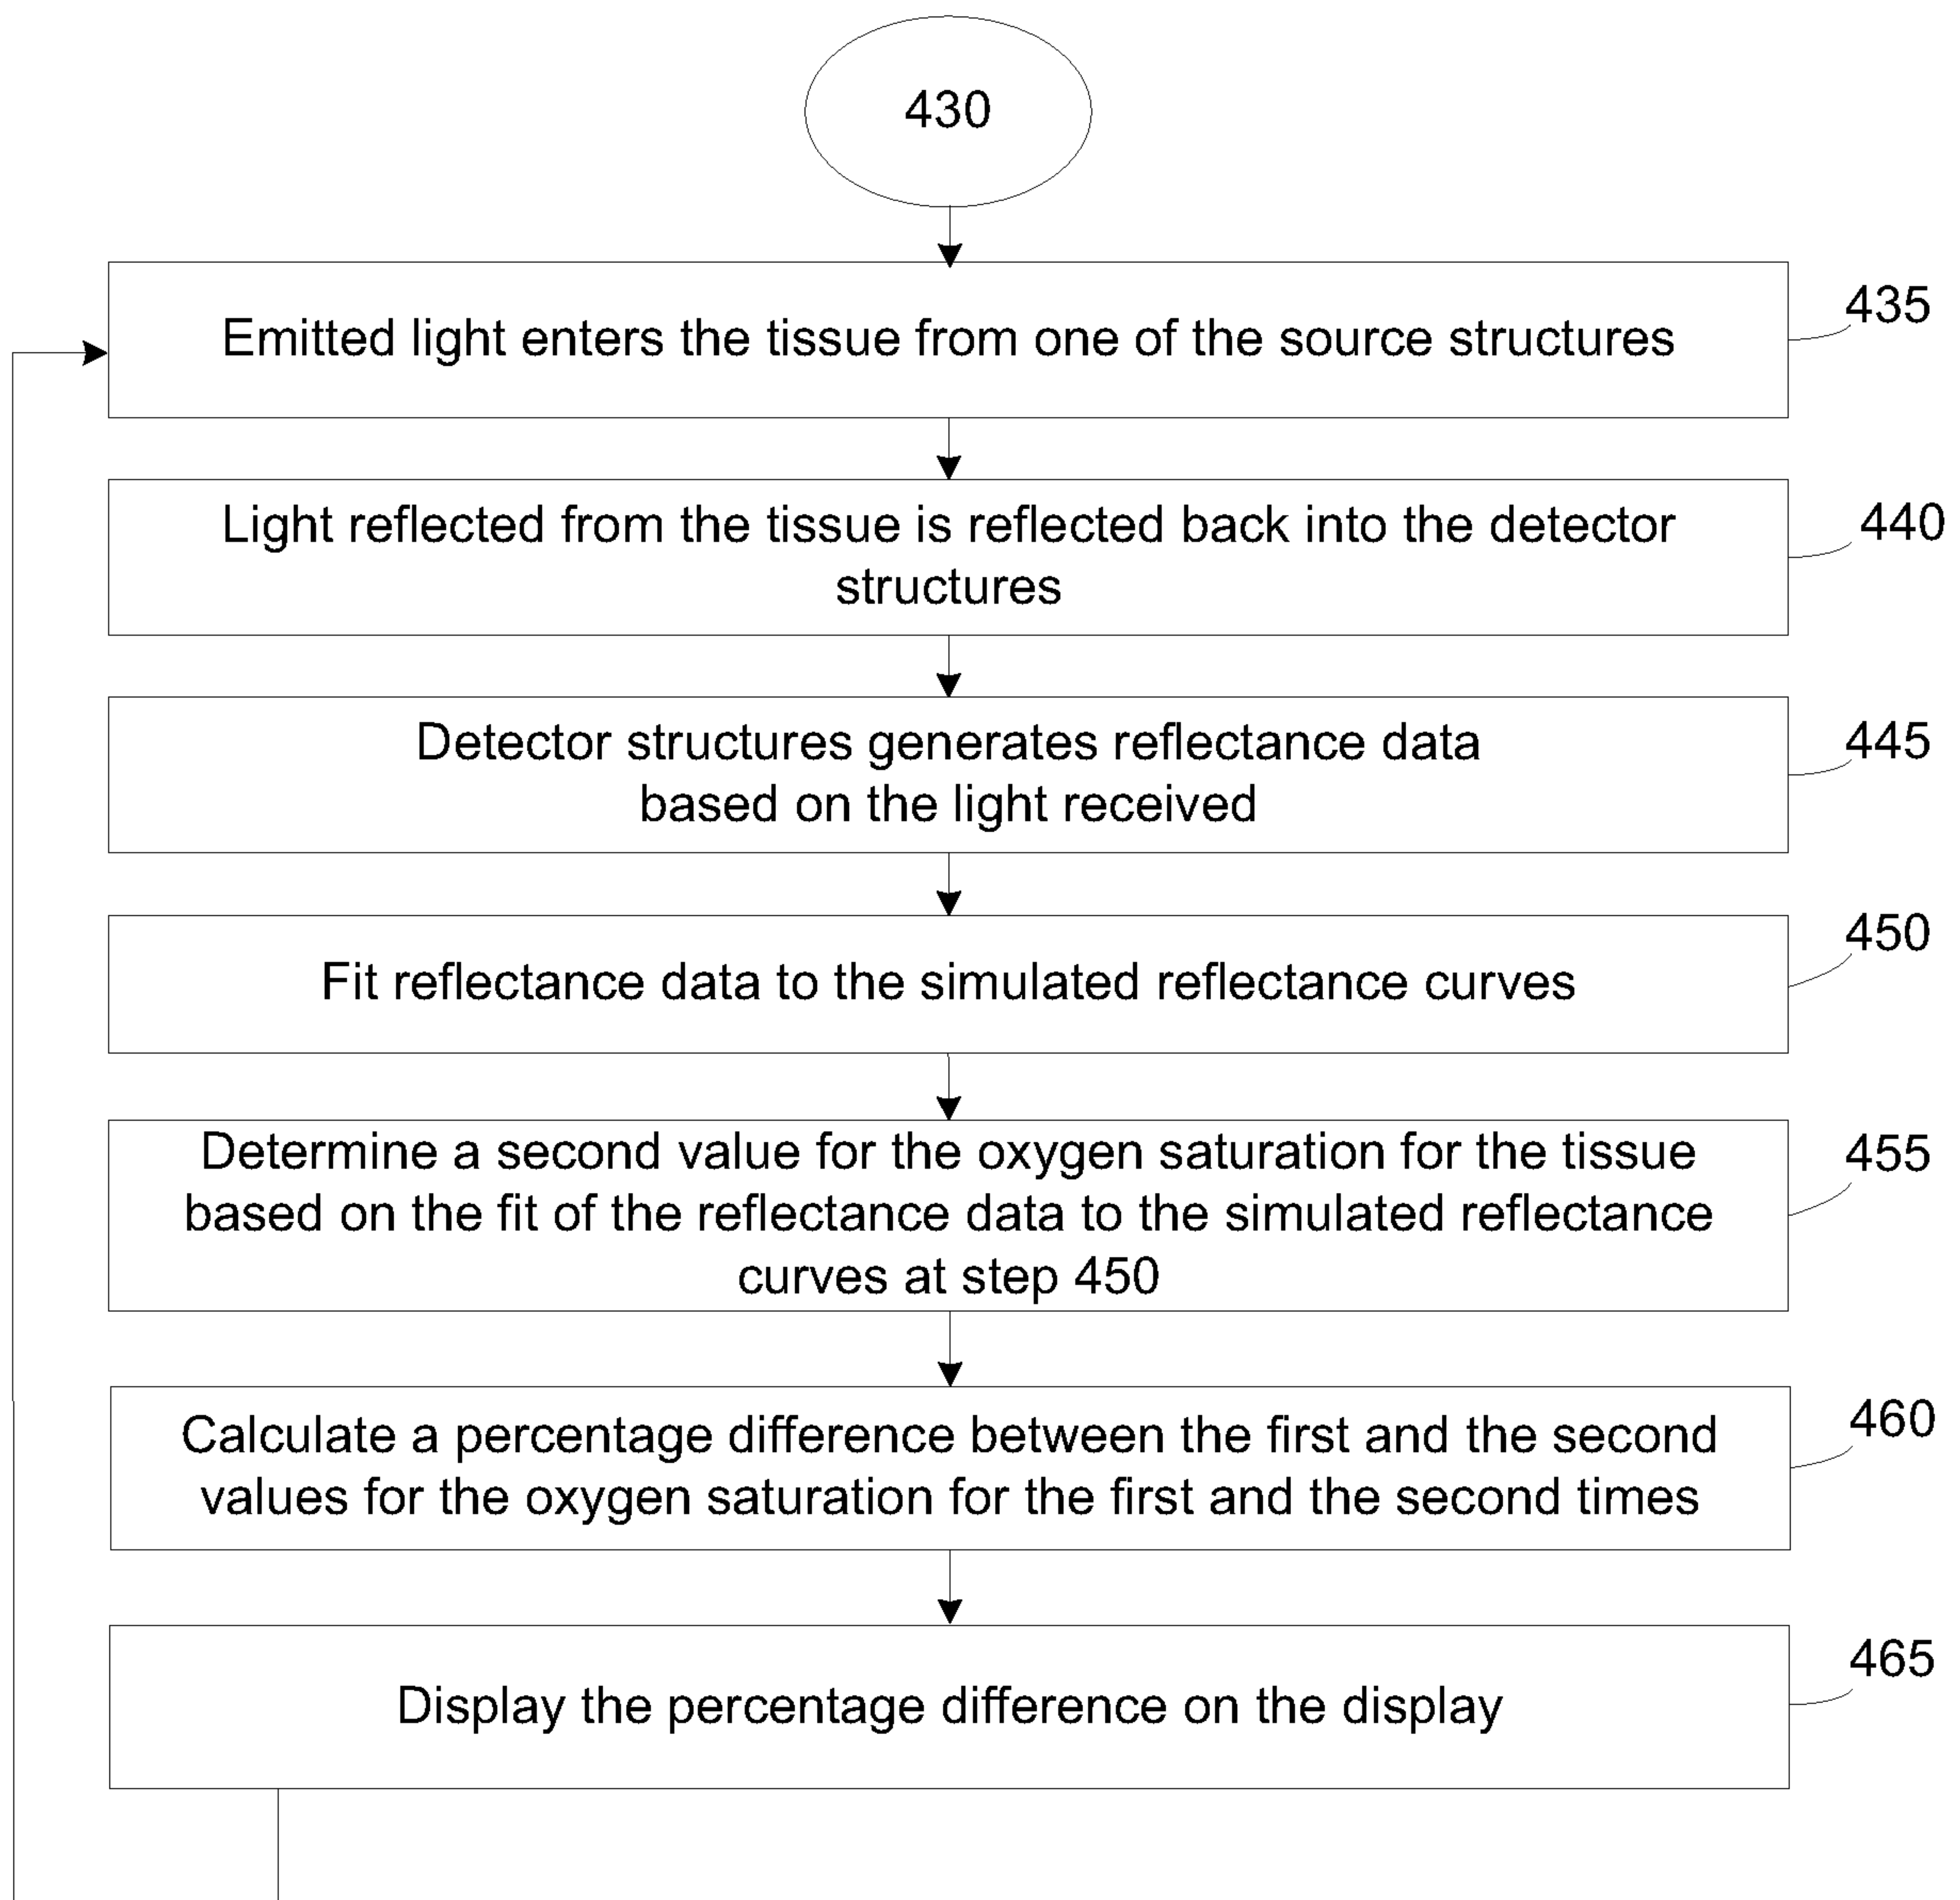 430
Emitted light enters the tissue from one of the source structures
435
Light reflected from the tissue is reflected back into the detector
structures
440
Detector structures generates reflectance data
based on the light received
445
Fit reflectance data to the simulated reflectance curves
450
Determine a second value for the oxygen saturation for the tissue
based on the fit of the reflectance data to the simulated reflectance
curves at step 450
455
Calculate a percentage difference between the first and the second
values for the oxygen saturation for the first and the second times
460
Display the percentage difference on the display
465